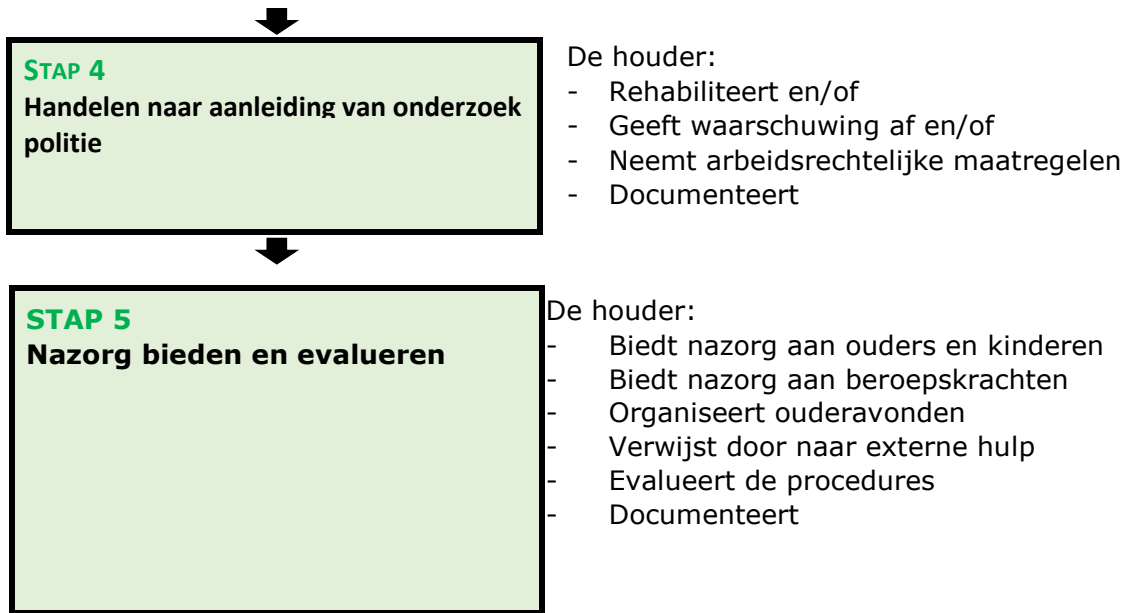 STAP 4
Handelen naar aanleiding van onderzoek
politie
De houder:
- Rehabiliteert en/of
- Geeft waarschuwing af en/of
- Neemt arbeidsrechtelijke maatregelen
- Documenteert
STAP 5
Nazorg bieden en evalueren
De houder:
- Biedt nazorg aan ouders en kinderen
- Biedt nazorg aan beroepskrachten
- Organiseert ouderavonden
- Verwijst door naar externe hulp
- Evalueert de procedures
- Documenteert